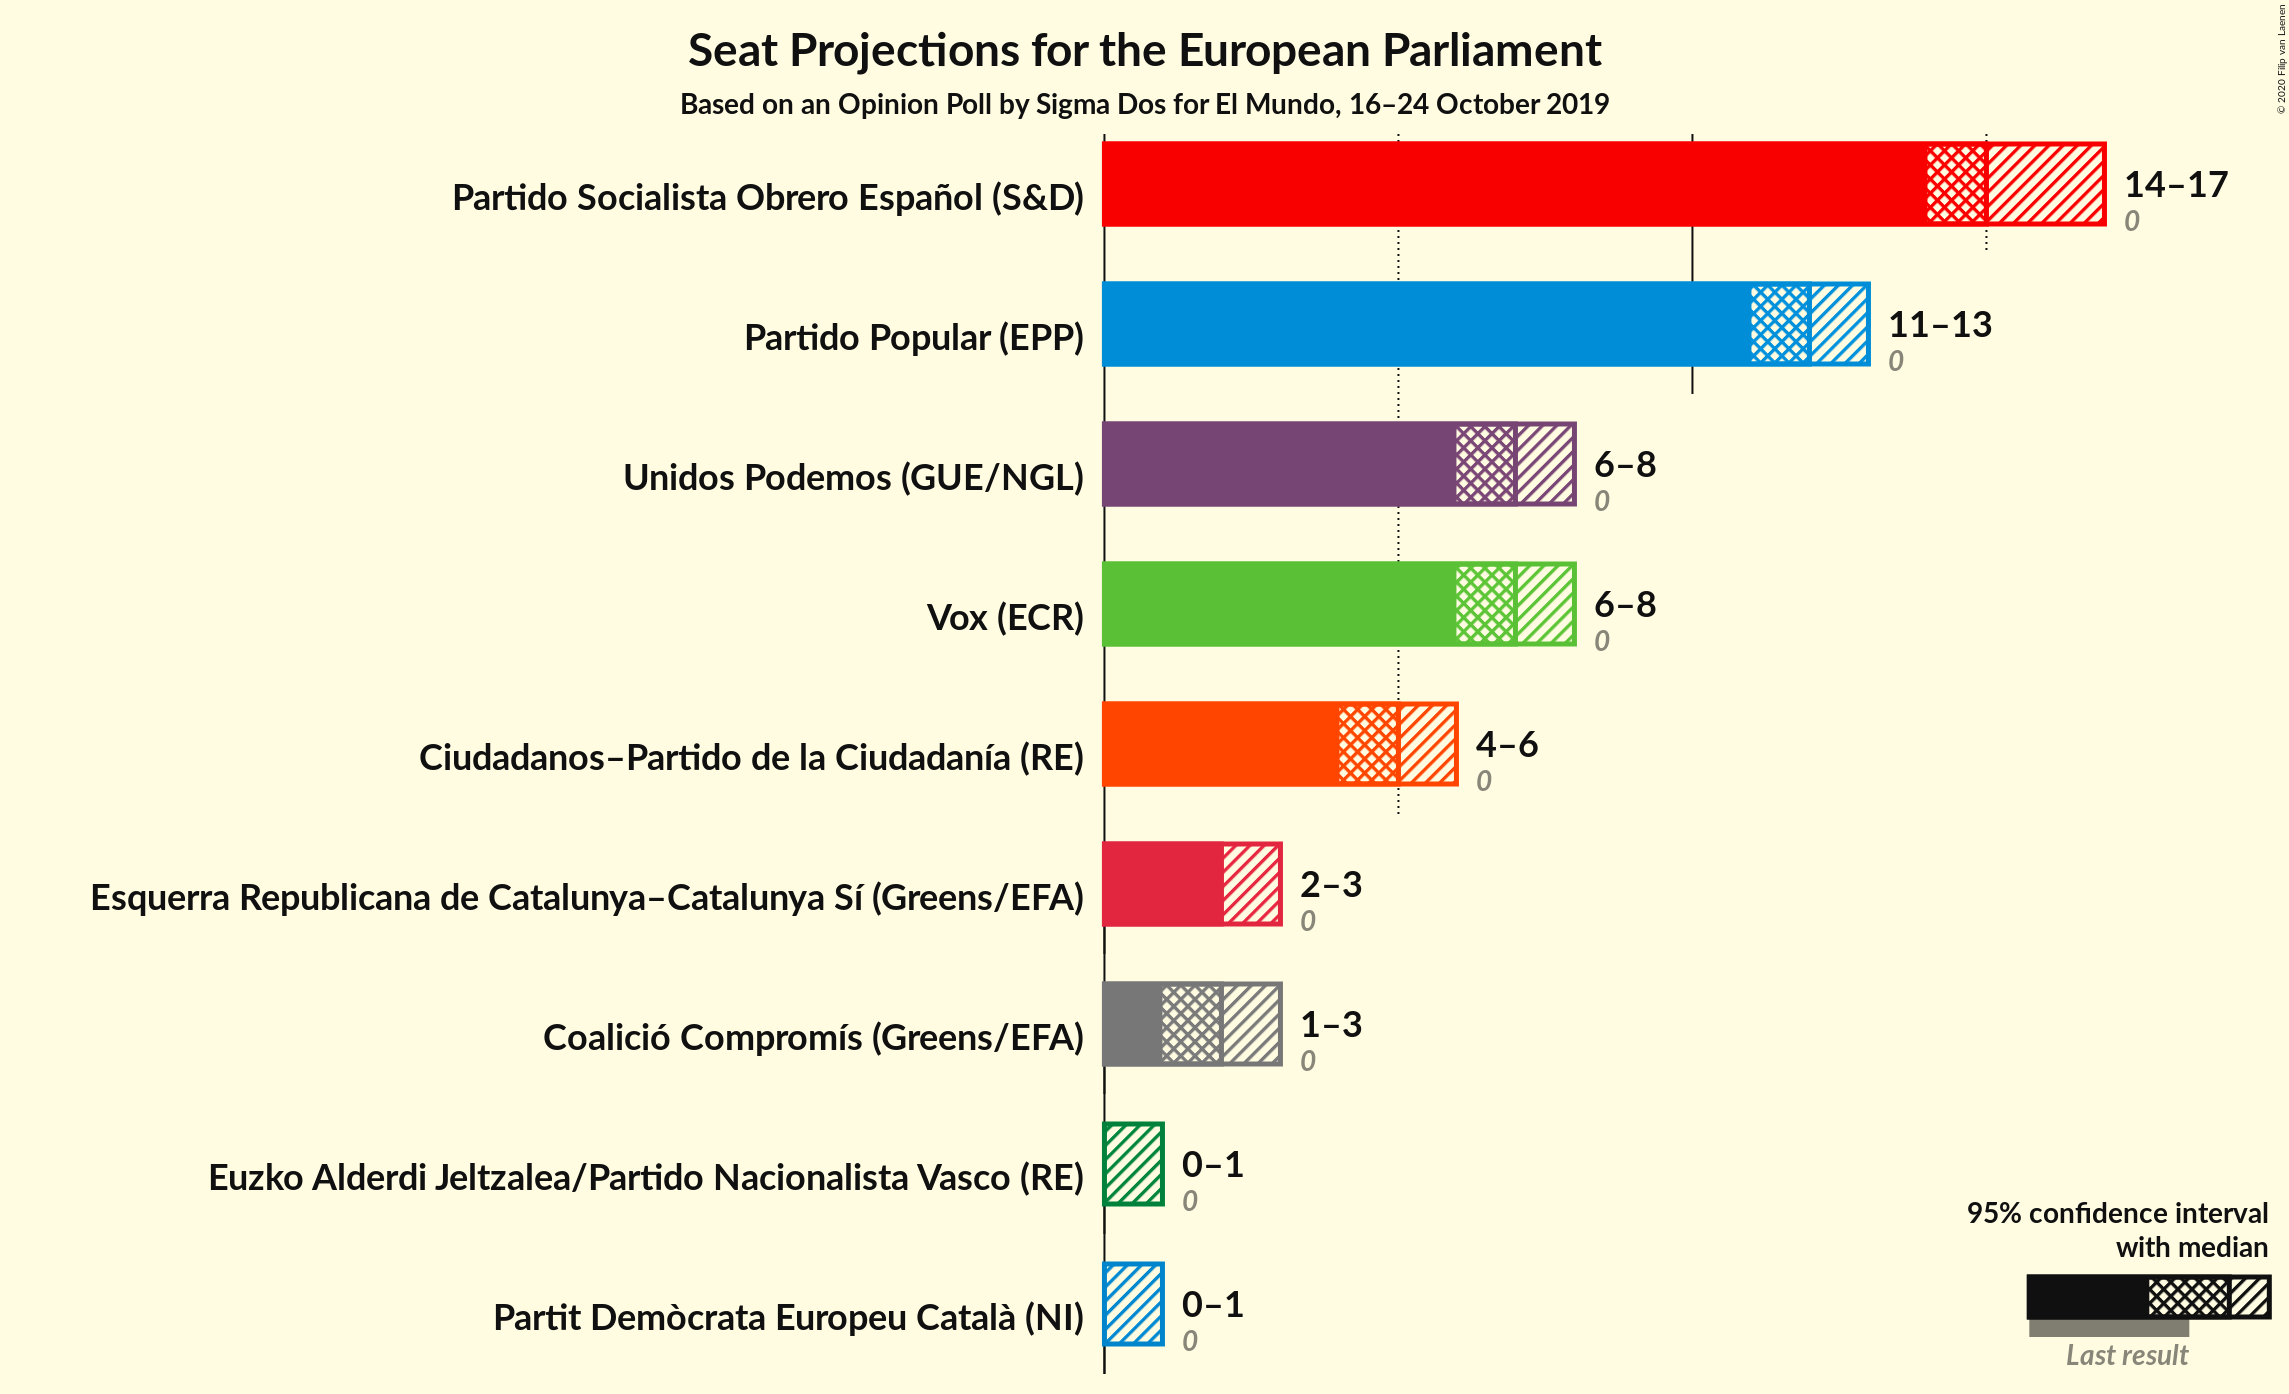 Seat Projections for the European Parliament
Based on an Opinion Poll by Sigma Dos for El Mundo, 16–24 October 2019
© 2020 Filip van Laenen
Partido Socialista Obrero Español (S&D)
14–17
0
Partido Popular (EPP)
11–13
0
Unidos Podemos (GUE/NGL)
6–8
0
Vox (ECR)
6–8
0
Ciudadanos–Partido de la Ciudadanía (RE)
4–6
0
Esquerra Republicana de Catalunya–Catalunya Sí (Greens/EFA)
2–3
0
Coalició Compromís (Greens/EFA)
1–3
0
Euzko Alderdi Jeltzalea/Partido Nacionalista Vasco (RE)
0–1
0
Partit Demòcrata Europeu Català (NI)
0–1
0
95% confidence interval
with median
Last result